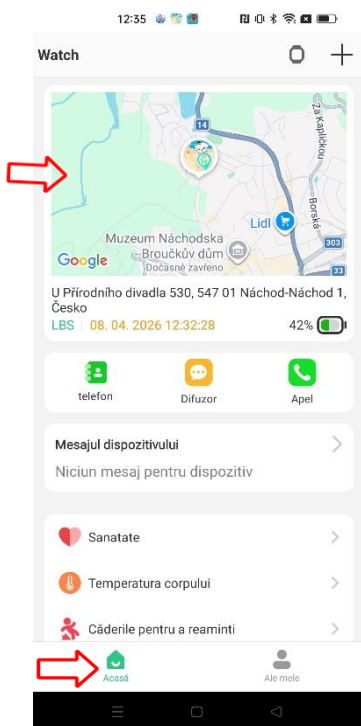 12:35
Watch
14
Za Kapličkou
Borská
Lidl
Muzeum Náchodska
- Broučkův dům
Dočasně zavřeno
303
33
Google
U Přírodního divadla 530, 547 01 Náchod-Náchod 1,
Česko
LBS 08. 04. 2026 12:32:28 42%
telefon Difuzor Apel
Mesajul dispozitivului
Niciun mesaj pentru dispozitiv
Sanatate
Temperatura corpului
Căderile pentru a reaminti
Acasă Ale mele